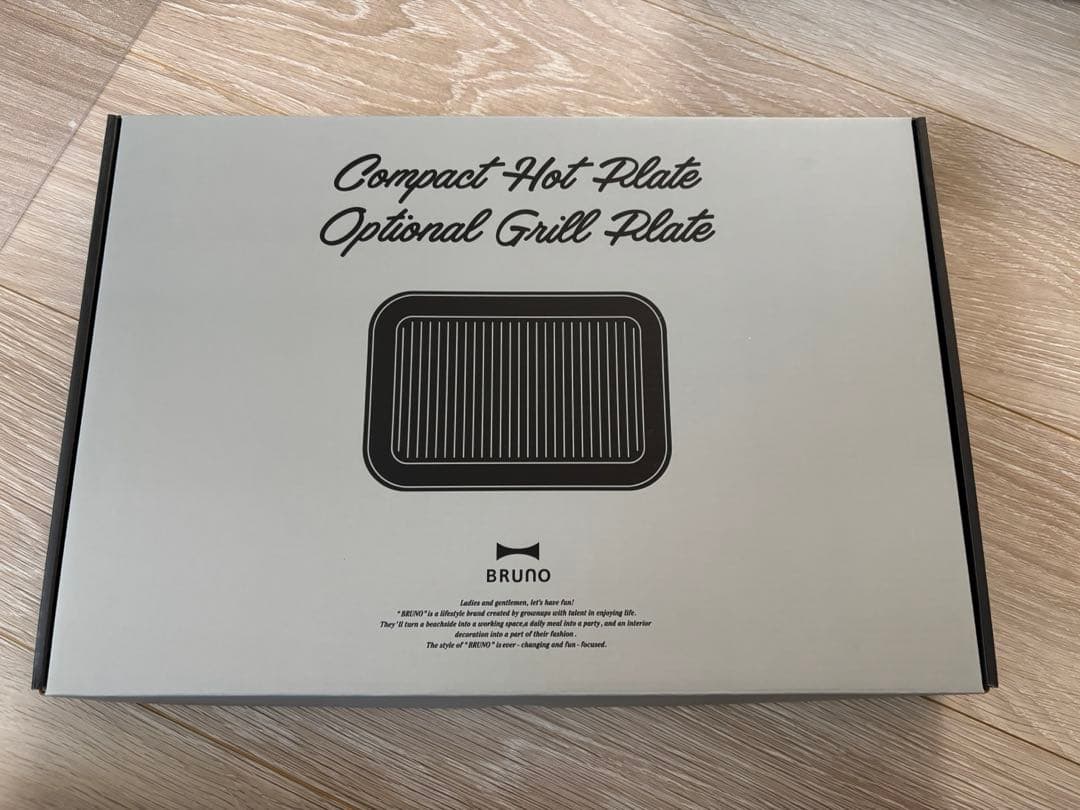 Compact Hot Plate
Optional Grill Plate
BRUNO
Ladies and gentlemen, let's have fun!
"BRUNO" is a lifestyle brand created by grownups with talent in enjoying life.
They'll turn a beachside into a working space,a daily meal into a party, and an interior
decoration into a part of their fashion.
The style of "BRUNO" is ever - changing and fun - focused.